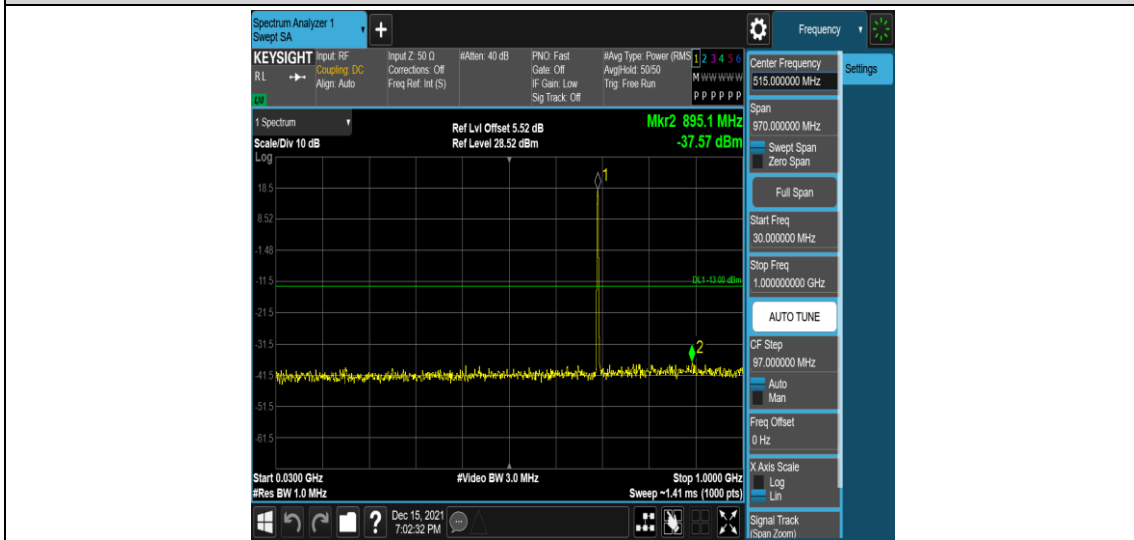 Spectrum Analyzer 1
Swept SA
+
Frequency
KEYSIGHT
Input: RF
Input Z: 50 Ω
#Atten: 40 dB
PNO: Fast
#Avg Type: Power (RMS
1 2 3 4 5 6
RL
Coupling: DC
Corrections: Off
Gate: Off
Avg|Hold: 50/50
M W W W W W
Align: Auto
Freq Ref: Int (S)
IF Gain: Low
Trig: Free Run
Sig Track: Off
P P P P P P
Center Frequency
515.000000 MHz
Settings
Span
970.000000 MHz
Swept Span
Zero Span
Full Span
Start Freq
30.000000 MHz
Stop Freq
1.000000000 GHz
AUTO TUNE
CF Step
97.000000 MHz
Auto
Man
Freq Offset
0 Hz
X Axis Scale
Log
Lin
Signal Track
(Span Zoom)
1 Spectrum
Ref Lvl Offset 5.52 dB
Mkr2 895.1 MHz
Scale/Div 10 dB
Ref Level 28.52 dBm
-37.57 dBm
Log
1
18.5
8.52
-1.48
-11.5
DL1 -13.00 dBm
-21.5
-31.5
2
-41.5
-51.5
-61.5
Start 0.0300 GHz
#Video BW 3.0 MHz
Stop 1.0000 GHz
#Res BW 1.0 MHz
Sweep ~1.41 ms (1000 pts)
?
Dec 15, 2021
7:02:32 PM